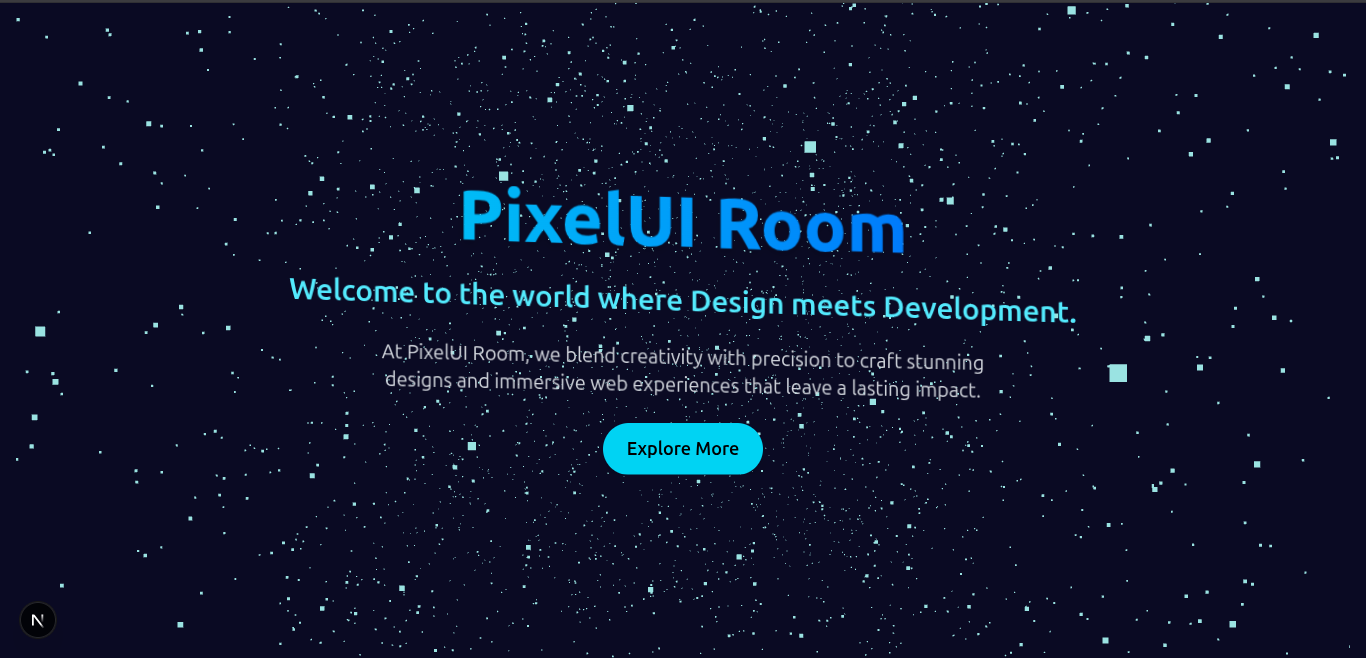 PixelUI Room
Welcome to the world where Design meets Development.
At PixelUI Room, we blend creativity with precision to craft stunning
designs and immersive web experiences that leave a lasting impact.
Explore More
N